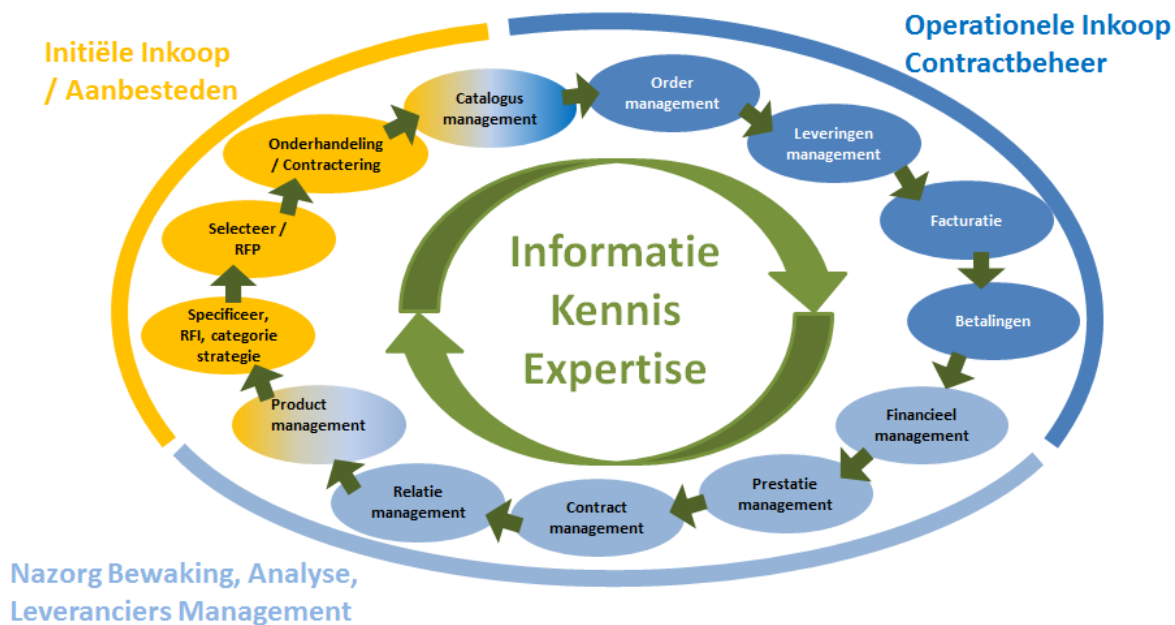 Initiële Inkoop
/ Aanbesteden
Operationele Inkoop
Contractbeheer
Catalogus
management
Order
management
Leveringen
management
Facturatie
Betalingen
Financieel
management
Prestatie
management
Contract
management
Relatie
management
Product
management
Specificeer,
RFI, categorie
strategie
Selecteer /
RFP
Onderhandeling
/ Contractering
Informatie
Kennis
Expertise
Nazorg Bewaking, Analyse,
Leveranciers Management